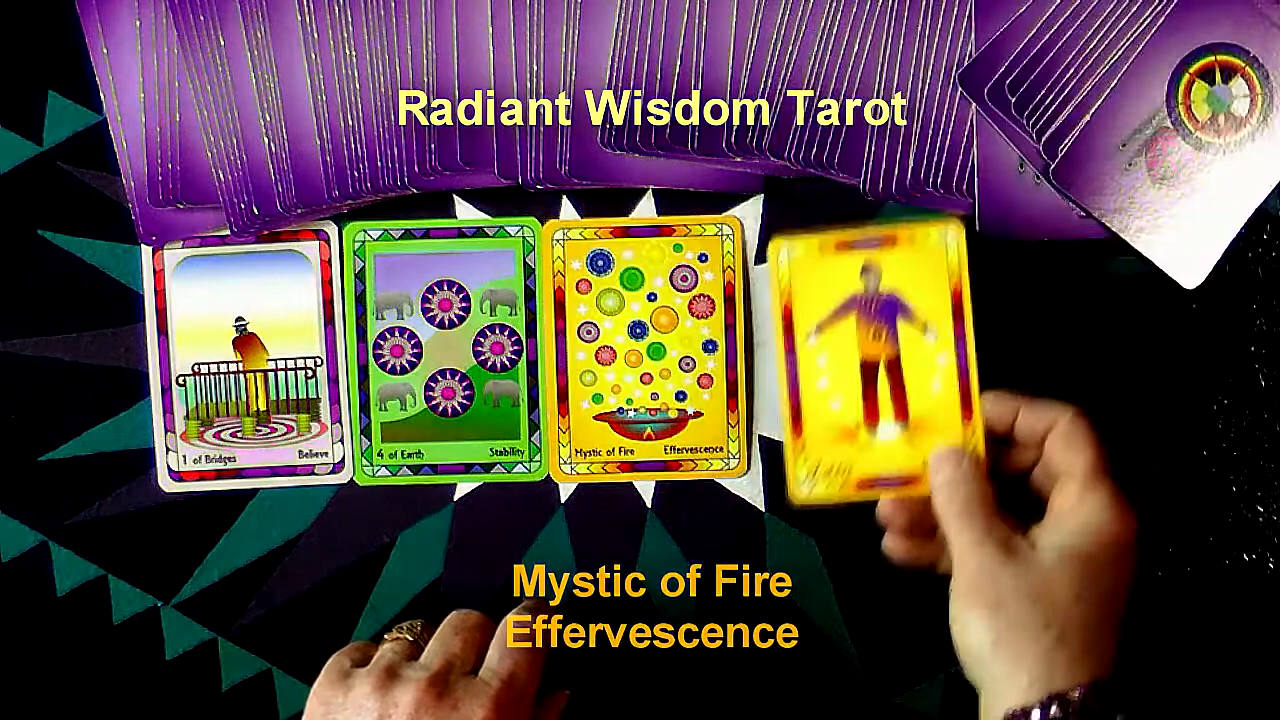 Radiant Wisdom Tarot
1 of Bridges Believe
4 of Earth Stability
Mystic of Fire Effervescence
Mystic of Fire
Effervescence